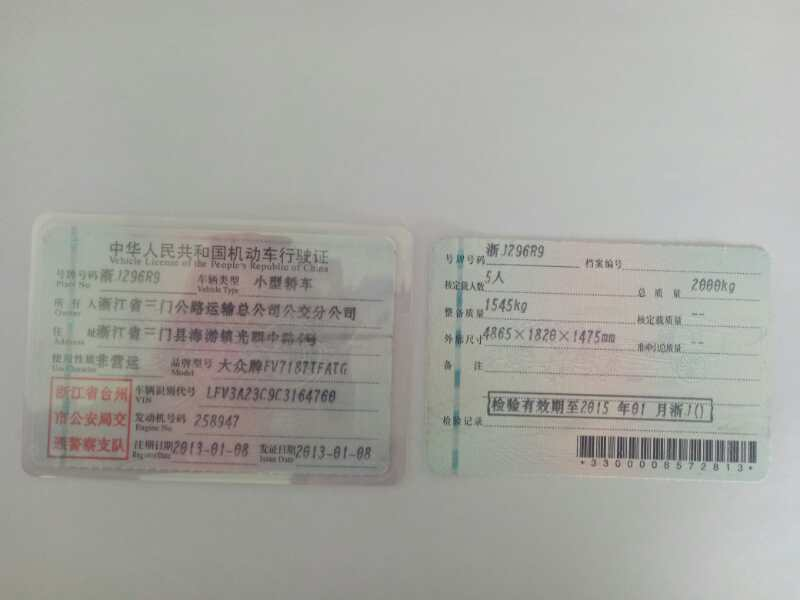 中华人民共和国机动车行驶证
Vehicle License of the People's Republic of China
号牌号码 浙JZ96R9 车辆类型 小型轿车
Plate No. Vehicle Type
所有人 浙江省三门公路运输总公司公交分公司
Owner
住址 浙江省三门县海游镇光明中路
Address
使用性质 非营运 品牌型号 大众牌FV7187TFATG
Use Character Model
浙江省台州 车辆识别代号 LFV3A23C9C3164760
VIN
市公安局交 发动机号码 258947
Engine No.
通警察支队 注册日期 2013-01-08 发证日期 2013-01-08
Register Date Issue Date
号牌号码 浙JZ96R9 档案编号
核定载人数 5人 总质量 2000kg
整备质量 1545kg 核定载质量 --
外廓尺寸 4865×1820×1475mm 准牵引总质量 --
备注
检验有效期至2015 年01 月浙J()
检验记录
*3300008572813*